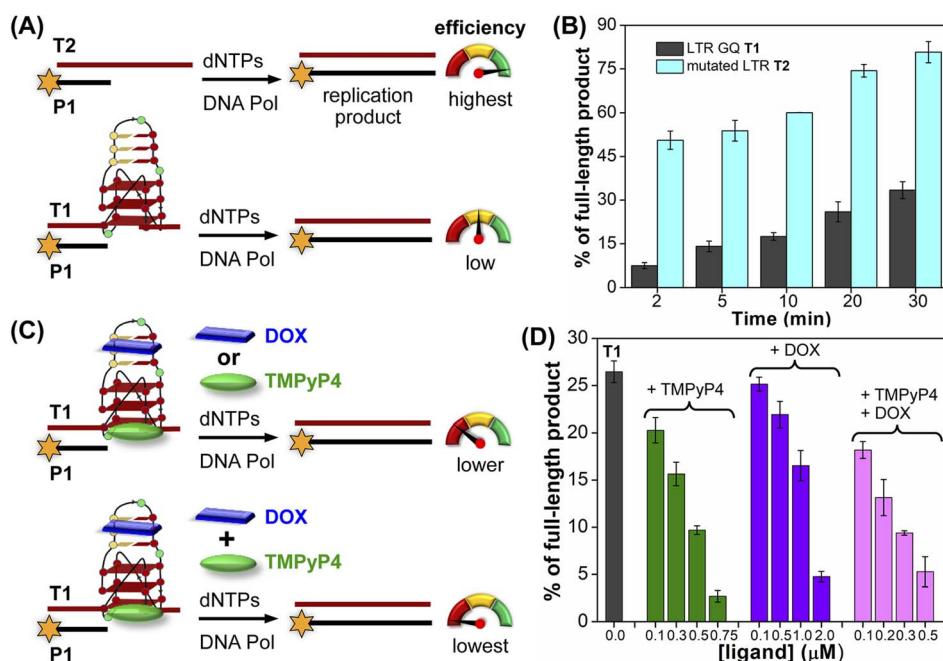 (A)
T2
P1
dNTPs
DNA Pol
replication
product
efficiency
highest
T1
P1
dNTPs
DNA Pol
low
(B)
% of full-length product
90
75
60
45
30
15
0
LTR GQ T1
mutated LTR T2
2 5 10 20 30
Time (min)
(C)
DOX
or
TMPyP4
T1
P1
dNTPs
DNA Pol
lower
DOX
+
TMPyP4
T1
P1
dNTPs
DNA Pol
lowest
(D)
% of full-length product
30
25
20
15
10
5
0
T1
+ TMPyP4
+ DOX
+ TMPyP4
+ DOX
0.0 0.1 0.3 0.5 0.75 0.1 0.5 1.0 2.0 0.1 0.20 0.3 0.5
[ligand] (μM)